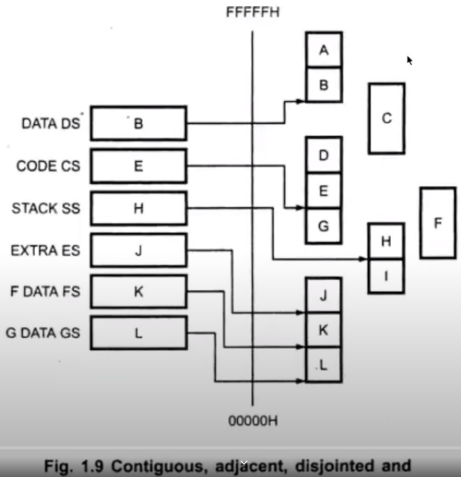 FFFFFH
A
B
C
DATA DS B
D
CODE CS E
E
STACK SS H
G
F
H
EXTRA ES J
I
J
F DATA FS K
K
G DATA GS L
L
00000H
Fig. 1.9 Contiguous, adjacent, disjointed and